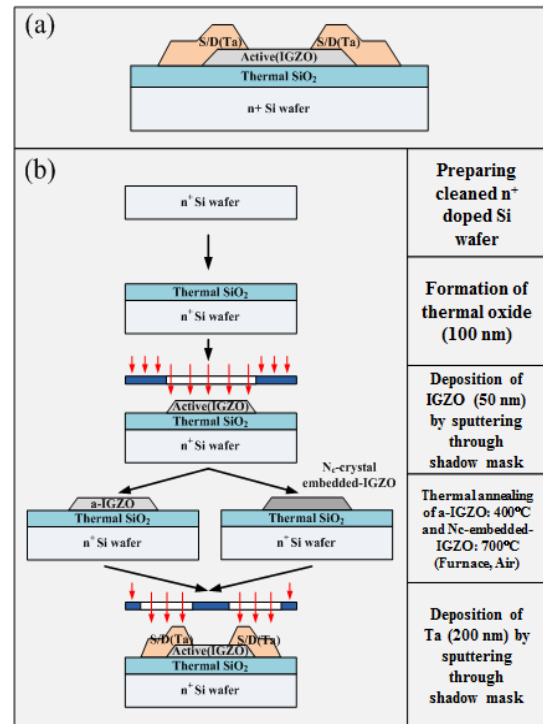 (a)
S/D(Ta) S/D(Ta)
Active(IGZO)
Thermal SiO₂
n+ Si wafer
(b)
n⁺ Si wafer
Preparing
cleaned n⁺
doped Si
wafer
Thermal SiO₂
n⁺ Si wafer
Formation of
thermal oxide
(100 nm)
Active(IGZO)
Thermal SiO₂
n⁺ Si wafer
Deposition of
IGZO (50 nm)
by sputtering
through
shadow mask
a-IGZO
Thermal SiO₂
n⁺ Si wafer
N_c-crystal
embedded-IGZO
Thermal SiO₂
n⁺ Si wafer
Thermal annealing
of a-IGZO: 400°C
and Nc-embedded-
IGZO: 700°C
(Furnace, Air)
S/D(Ta) S/D(Ta)
Active(IGZO)
Thermal SiO₂
n⁺ Si wafer
Deposition of
Ta (200 nm) by
sputtering
through
shadow mask